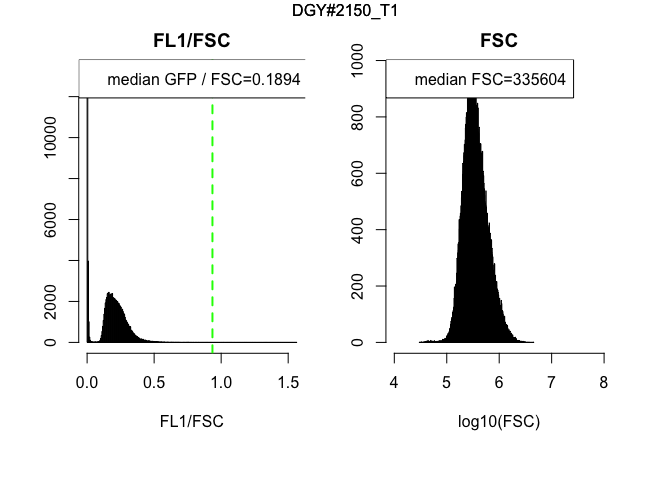 DGY#2150_T1
FL1/FSC
median GFP / FSC=0.1894
0
2000
6000
10000
0.0 0.5 1.0 1.5
FL1/FSC
FSC
median FSC=335604
0
200
400
600
800
1000
4 5 6 7 8
log10(FSC)